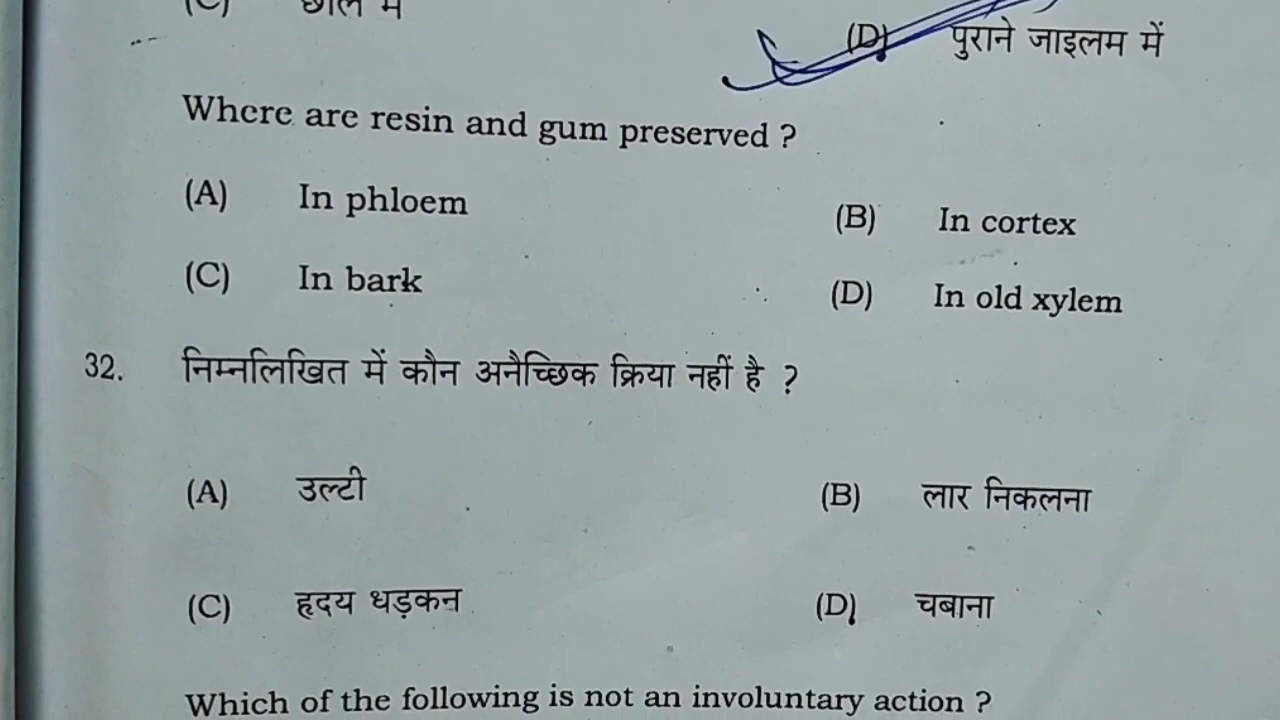 (C) छाल में
(D) पुराने जाइलम में
Where are resin and gum preserved ?
(A) In phloem
(B) In cortex
(C) In bark
(D) In old xylem
32. निम्नलिखित में कौन अनैच्छिक क्रिया नहीं है ?
(A) उल्टी
(B) लार निकलना
(C) हृदय धड़कन
(D) चबाना
Which of the following is not an involuntary action ?